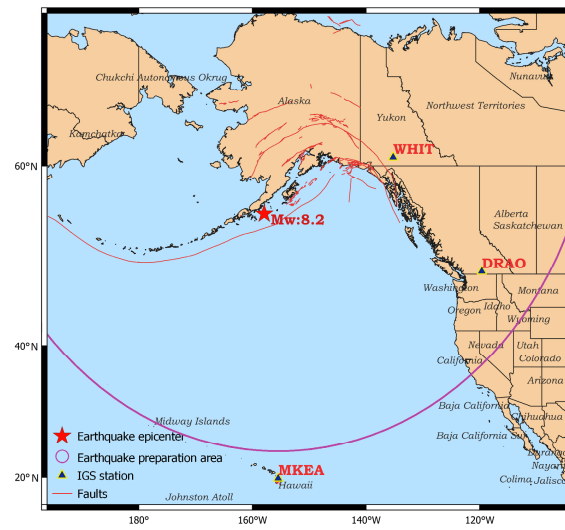 Chukchi Autonomous Okrug
Nunavut
Alaska
Northwest Territories
Yukon
Kamchatka
WHIT
60°N
Mw:8.2
Alberta
Saskatchewan
DRAO
Washington
Montana
Idaho
Oregon
Wyoming
40°N
Nevada
Utah
California
Colorado
Arizona
Baja California
Midway Islands
Chihuahua
Earthquake epicenter
Baja California Sur
Earthquake preparation area
Durango
Nayarit
IGS station
MKEA
20°N
Hawaii
Colima
Jalisco
Faults
Johnston Atoll
180°
160°W
140°W
120°W